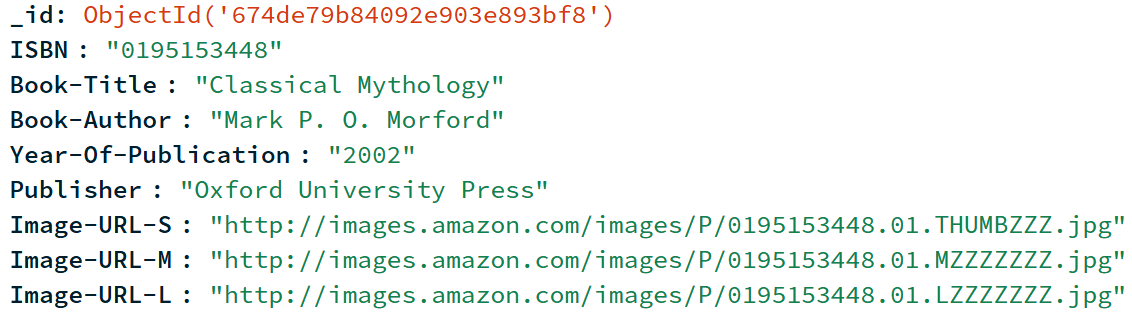 _id: ObjectId('674de79b84092e903e893bf8')
ISBN : "0195153448"
Book-Title : "Classical Mythology"
Book-Author : "Mark P. O. Morford"
Year-Of-Publication : "2002"
Publisher : "Oxford University Press"
Image-URL-S : "http://images.amazon.com/images/P/0195153448.01.THUMBZZZ.jpg"
Image-URL-M : "http://images.amazon.com/images/P/0195153448.01.MZZZZZZZ.jpg"
Image-URL-L : "http://images.amazon.com/images/P/0195153448.01.LZZZZZZZ.jpg"